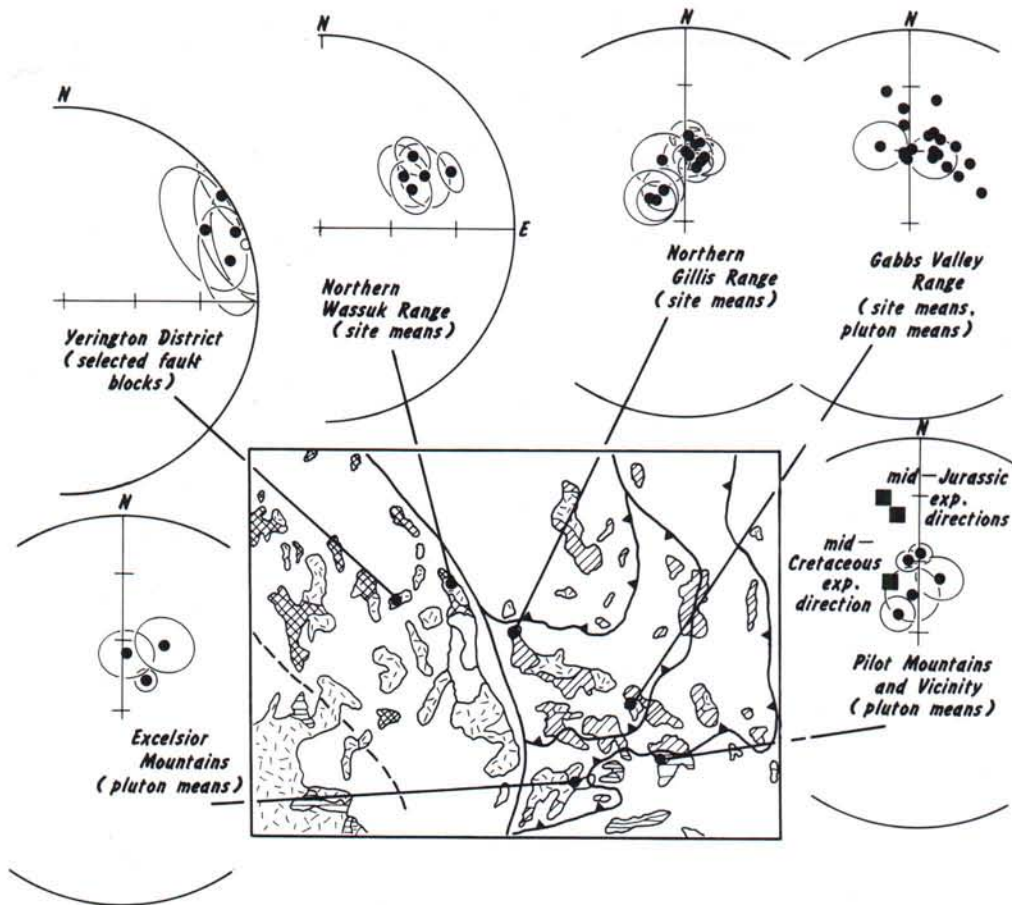 N
Yerington District
(selected fault
blocks)
N
E
Northern
Wassuk Range
(site means)
N
Northern
Gillis Range
(site means)
N
Gabbs Valley
Range
(site means,
pluton means)
N
Excelsior
Mountains
(pluton means)
N
mid-Jurassic
exp.
directions
mid-
Cretaceous
exp.
direction
Pilot Mountains
and Vicinity
(pluton means)